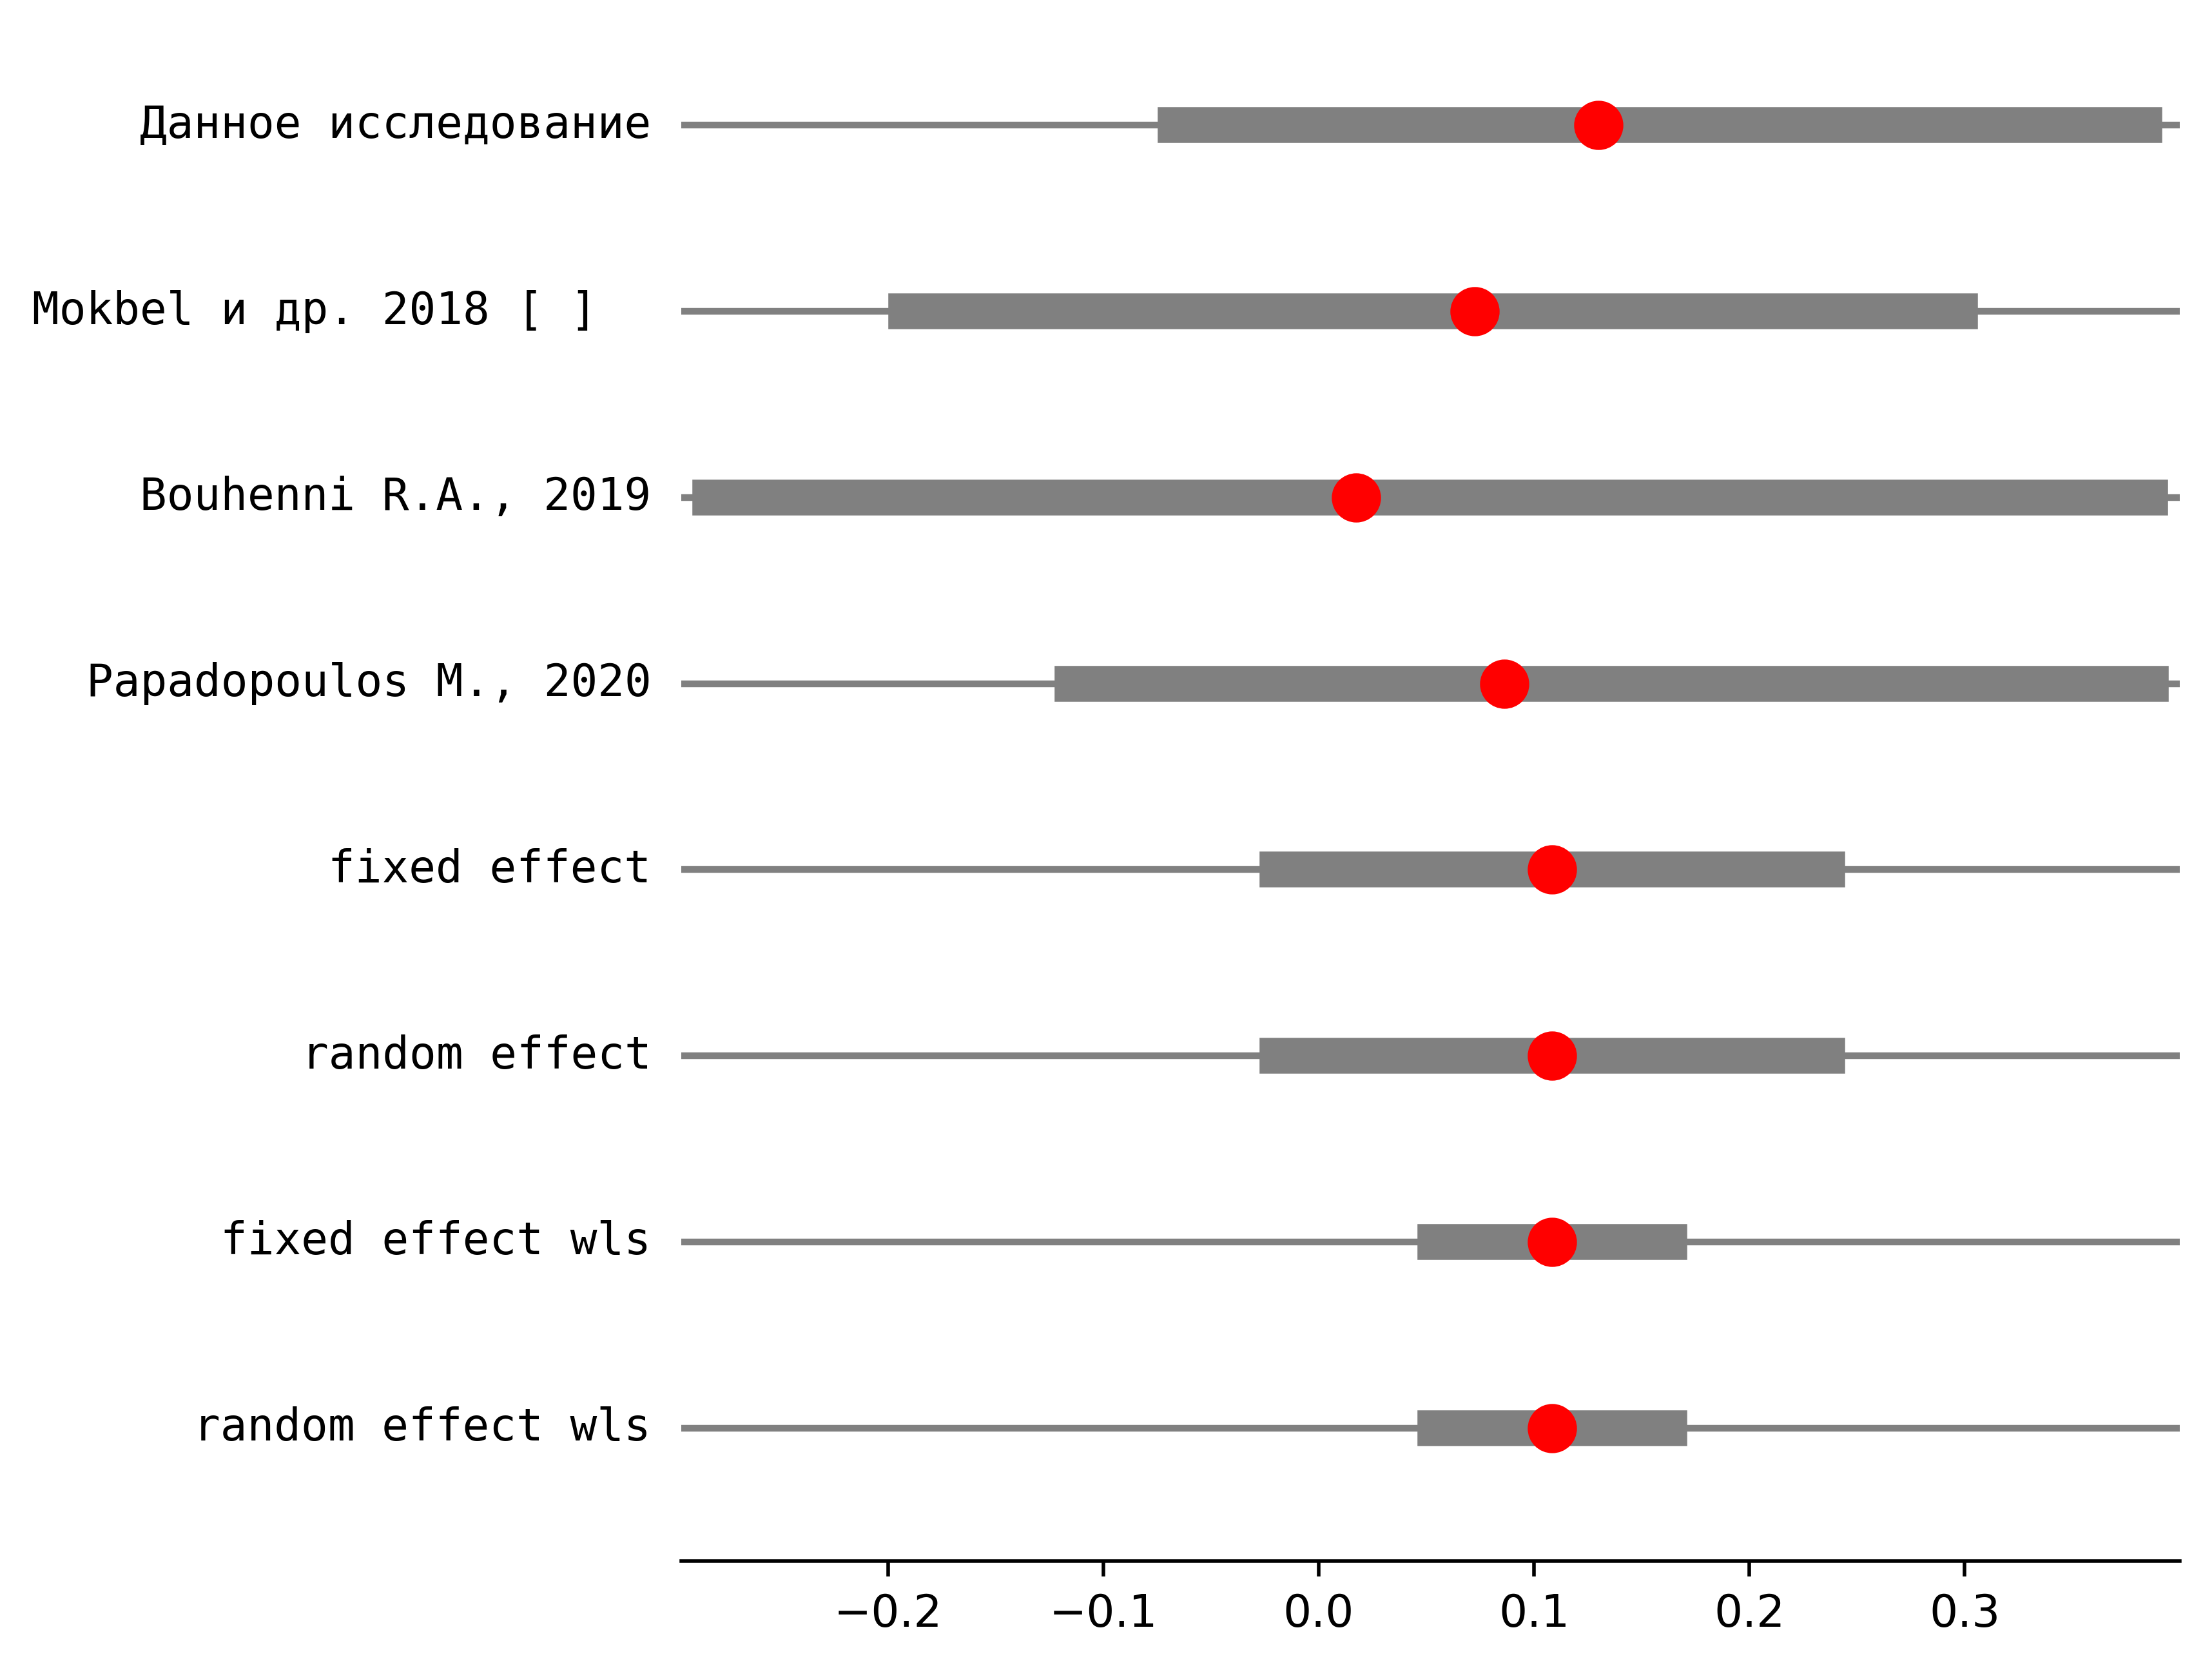 Данное исследование
Mokbel и др. 2018 [ ]
Bouhenni R.A., 2019
Papadopoulos M., 2020
fixed effect
random effect
fixed effect wls
random effect wls
−0.2 −0.1 0.0 0.1 0.2 0.3